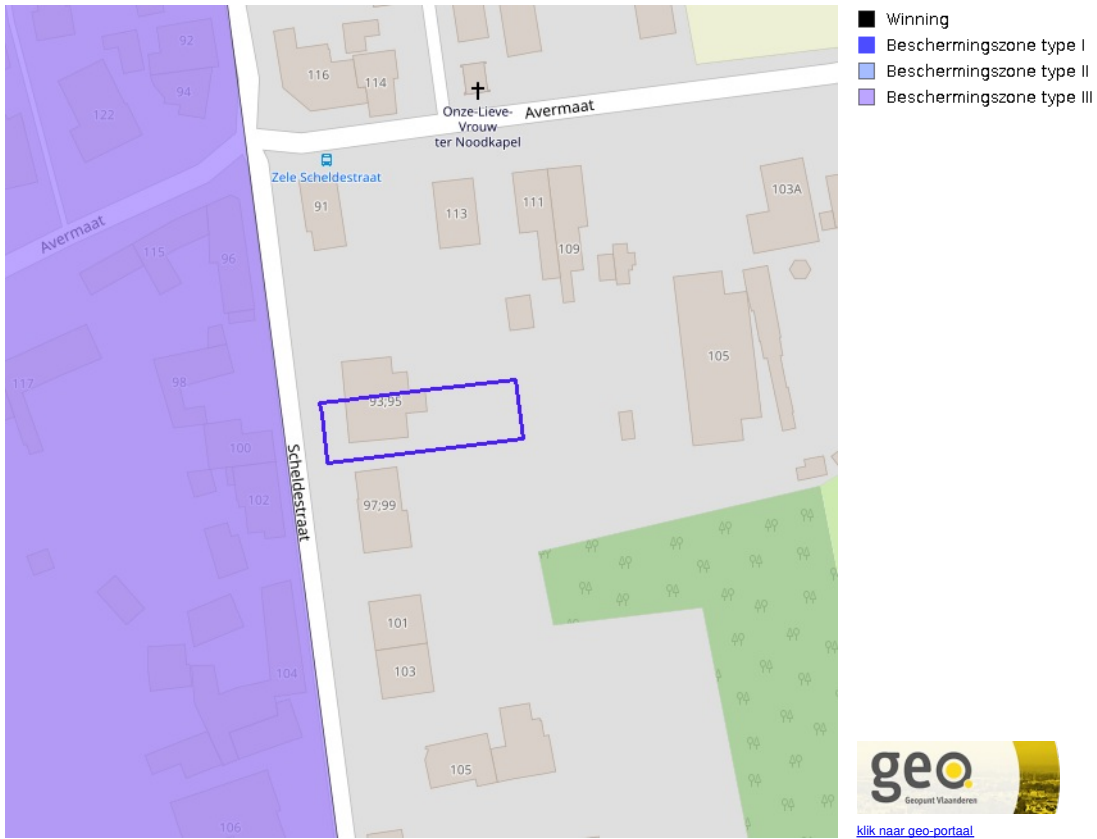 92
116
114
94
122
Onze-Lieve-
Vrouw
ter Noodkapel
Avermaat
Zele Scheldestraat
91
113
111
103A
109
Avermaat
115
96
117
98
93;95
105
100
Scheldestraat
102
97;99
101
103
104
105
106
Winning
Beschermingszone type I
Beschermingszone type II
Beschermingszone type III
geo
Geopunt Vlaanderen
klik naar geo-portaal